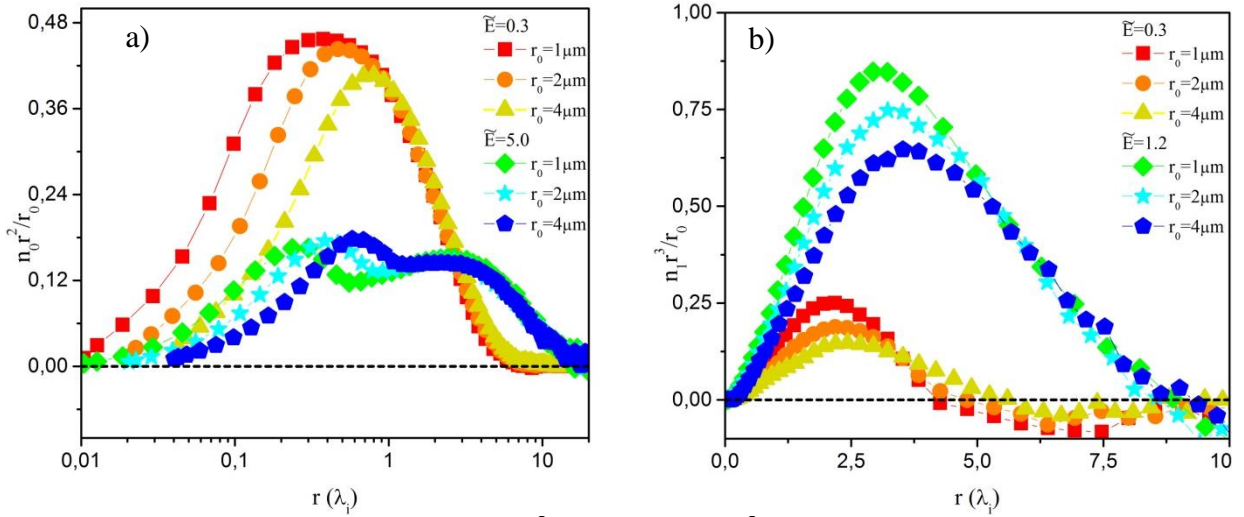 a)
0,48
0,36
0,24
0,12
0,00
n₀r²/r₀
0,01 0,1 1 10
r (λᵢ)
Ẽ=0.3
r₀=1μm
r₀=2μm
r₀=4μm
Ẽ=5.0
r₀=1μm
r₀=2μm
r₀=4μm
b)
1,00
0,75
0,50
0,25
0,00
n₁r³/r₀
0,0 2,5 5,0 7,5 10
r (λᵢ)
Ẽ=0.3
r₀=1μm
r₀=2μm
r₀=4μm
Ẽ=1.2
r₀=1μm
r₀=2μm
r₀=4μm